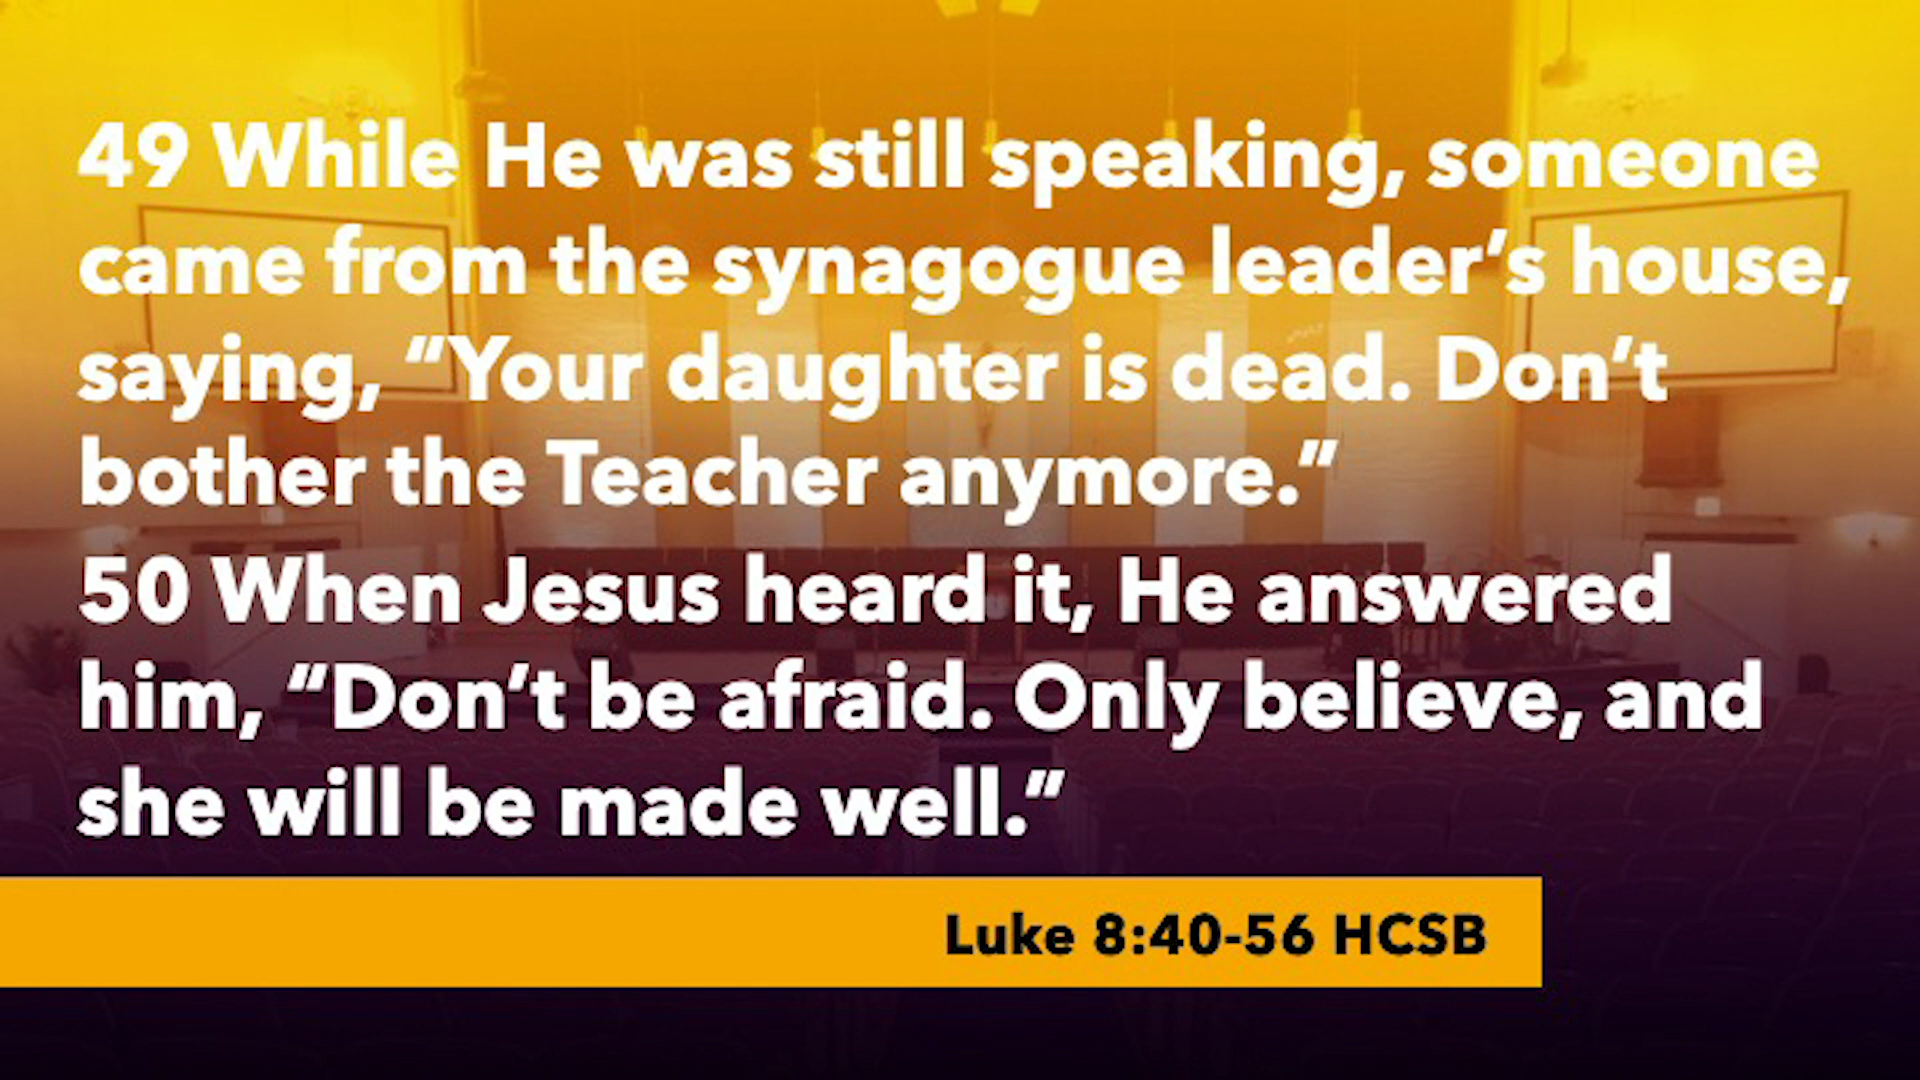 49 While He was still speaking, someone
came from the synagogue leader’s house,
saying, “Your daughter is dead. Don’t
bother the Teacher anymore.”
50 When Jesus heard it, He answered
him, “Don’t be afraid. Only believe, and
she will be made well.”
Luke 8:40-56 HCSB